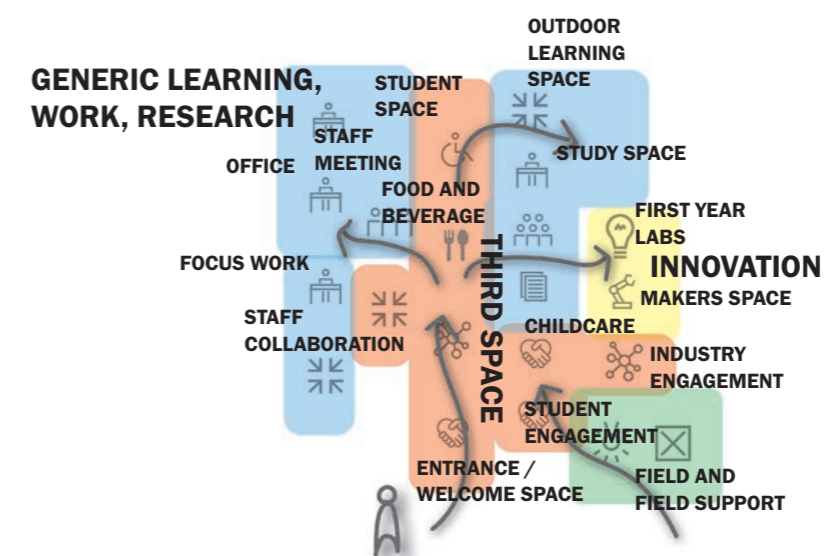 OUTDOOR
LEARNING
SPACE
GENERIC LEARNING,
WORK, RESEARCH
STUDENT
SPACE
STAFF
MEETING
OFFICE
STUDY SPACE
FOOD AND
BEVERAGE
FIRST YEAR
LABS
THIRD SPACE
INNOVATION
FOCUS WORK
MAKERS SPACE
STAFF
COLLABORATION
CHILDCARE
INDUSTRY
ENGAGEMENT
STUDENT
ENGAGEMENT
ENTRANCE /
WELCOME SPACE
FIELD AND
FIELD SUPPORT